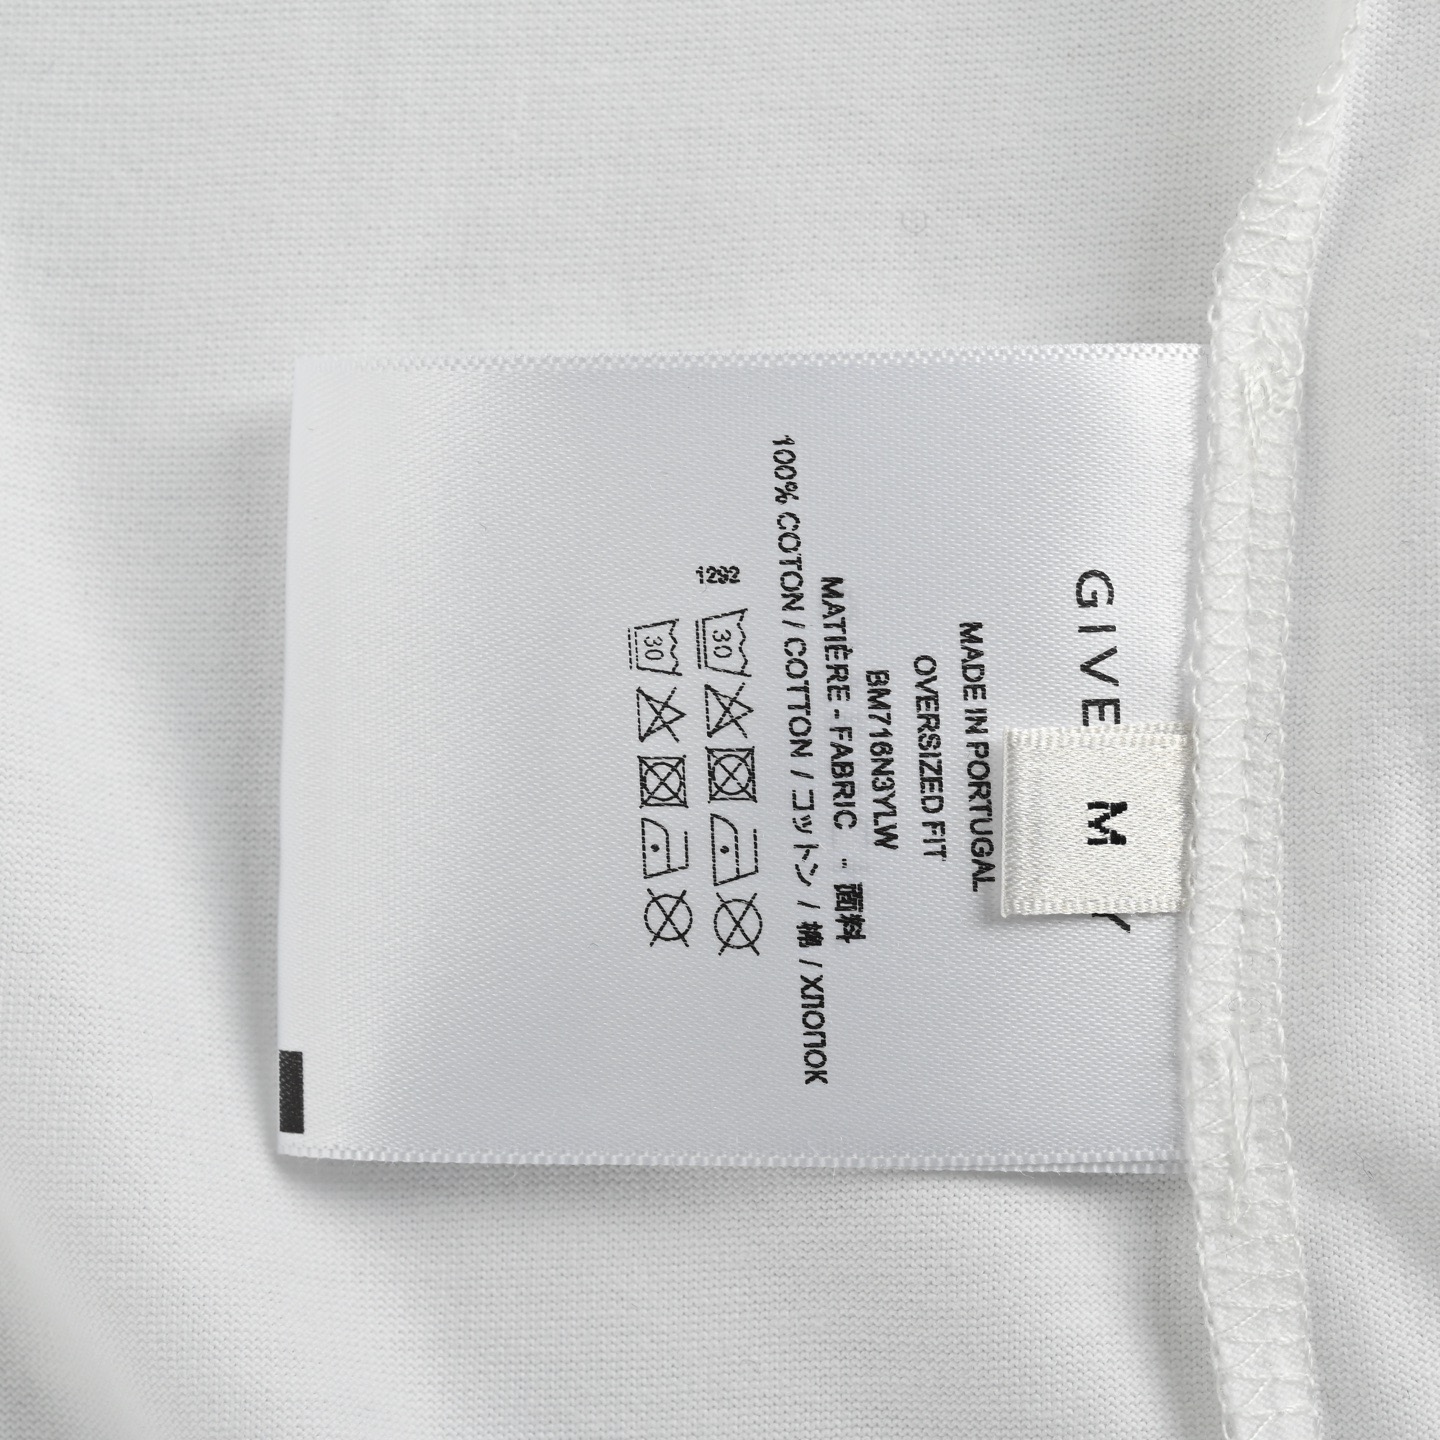 GIVE
Y
M
MADE IN PORTUGAL
OVERSIZED FIT
BM716N3YLW
MATIÈRE - FABRIC - 面料
100% COTON / COTTON / コットン / 棉 / ХЛОПОК
30
30